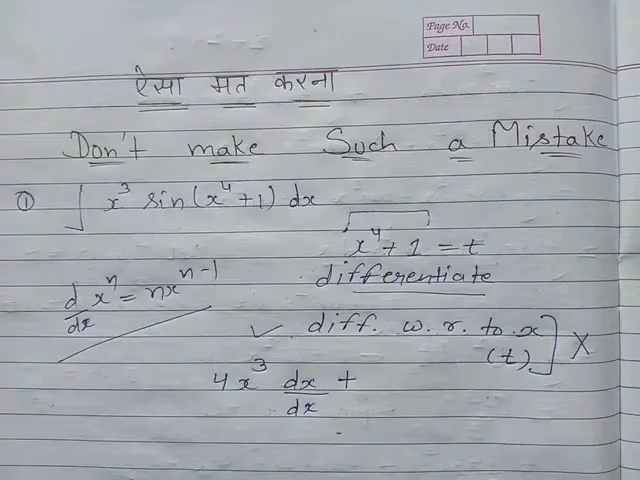 Page No.
Date
ऐसा मत करना
Don't make Such a Mistake
① ∫ x³ sin(x⁴+1) dx
x⁴+1 = t
differentiate
d/dx xⁿ = nxⁿ⁻¹
✓ diff. w.r.to.x
(t) ] X
4x³ dx/dx +